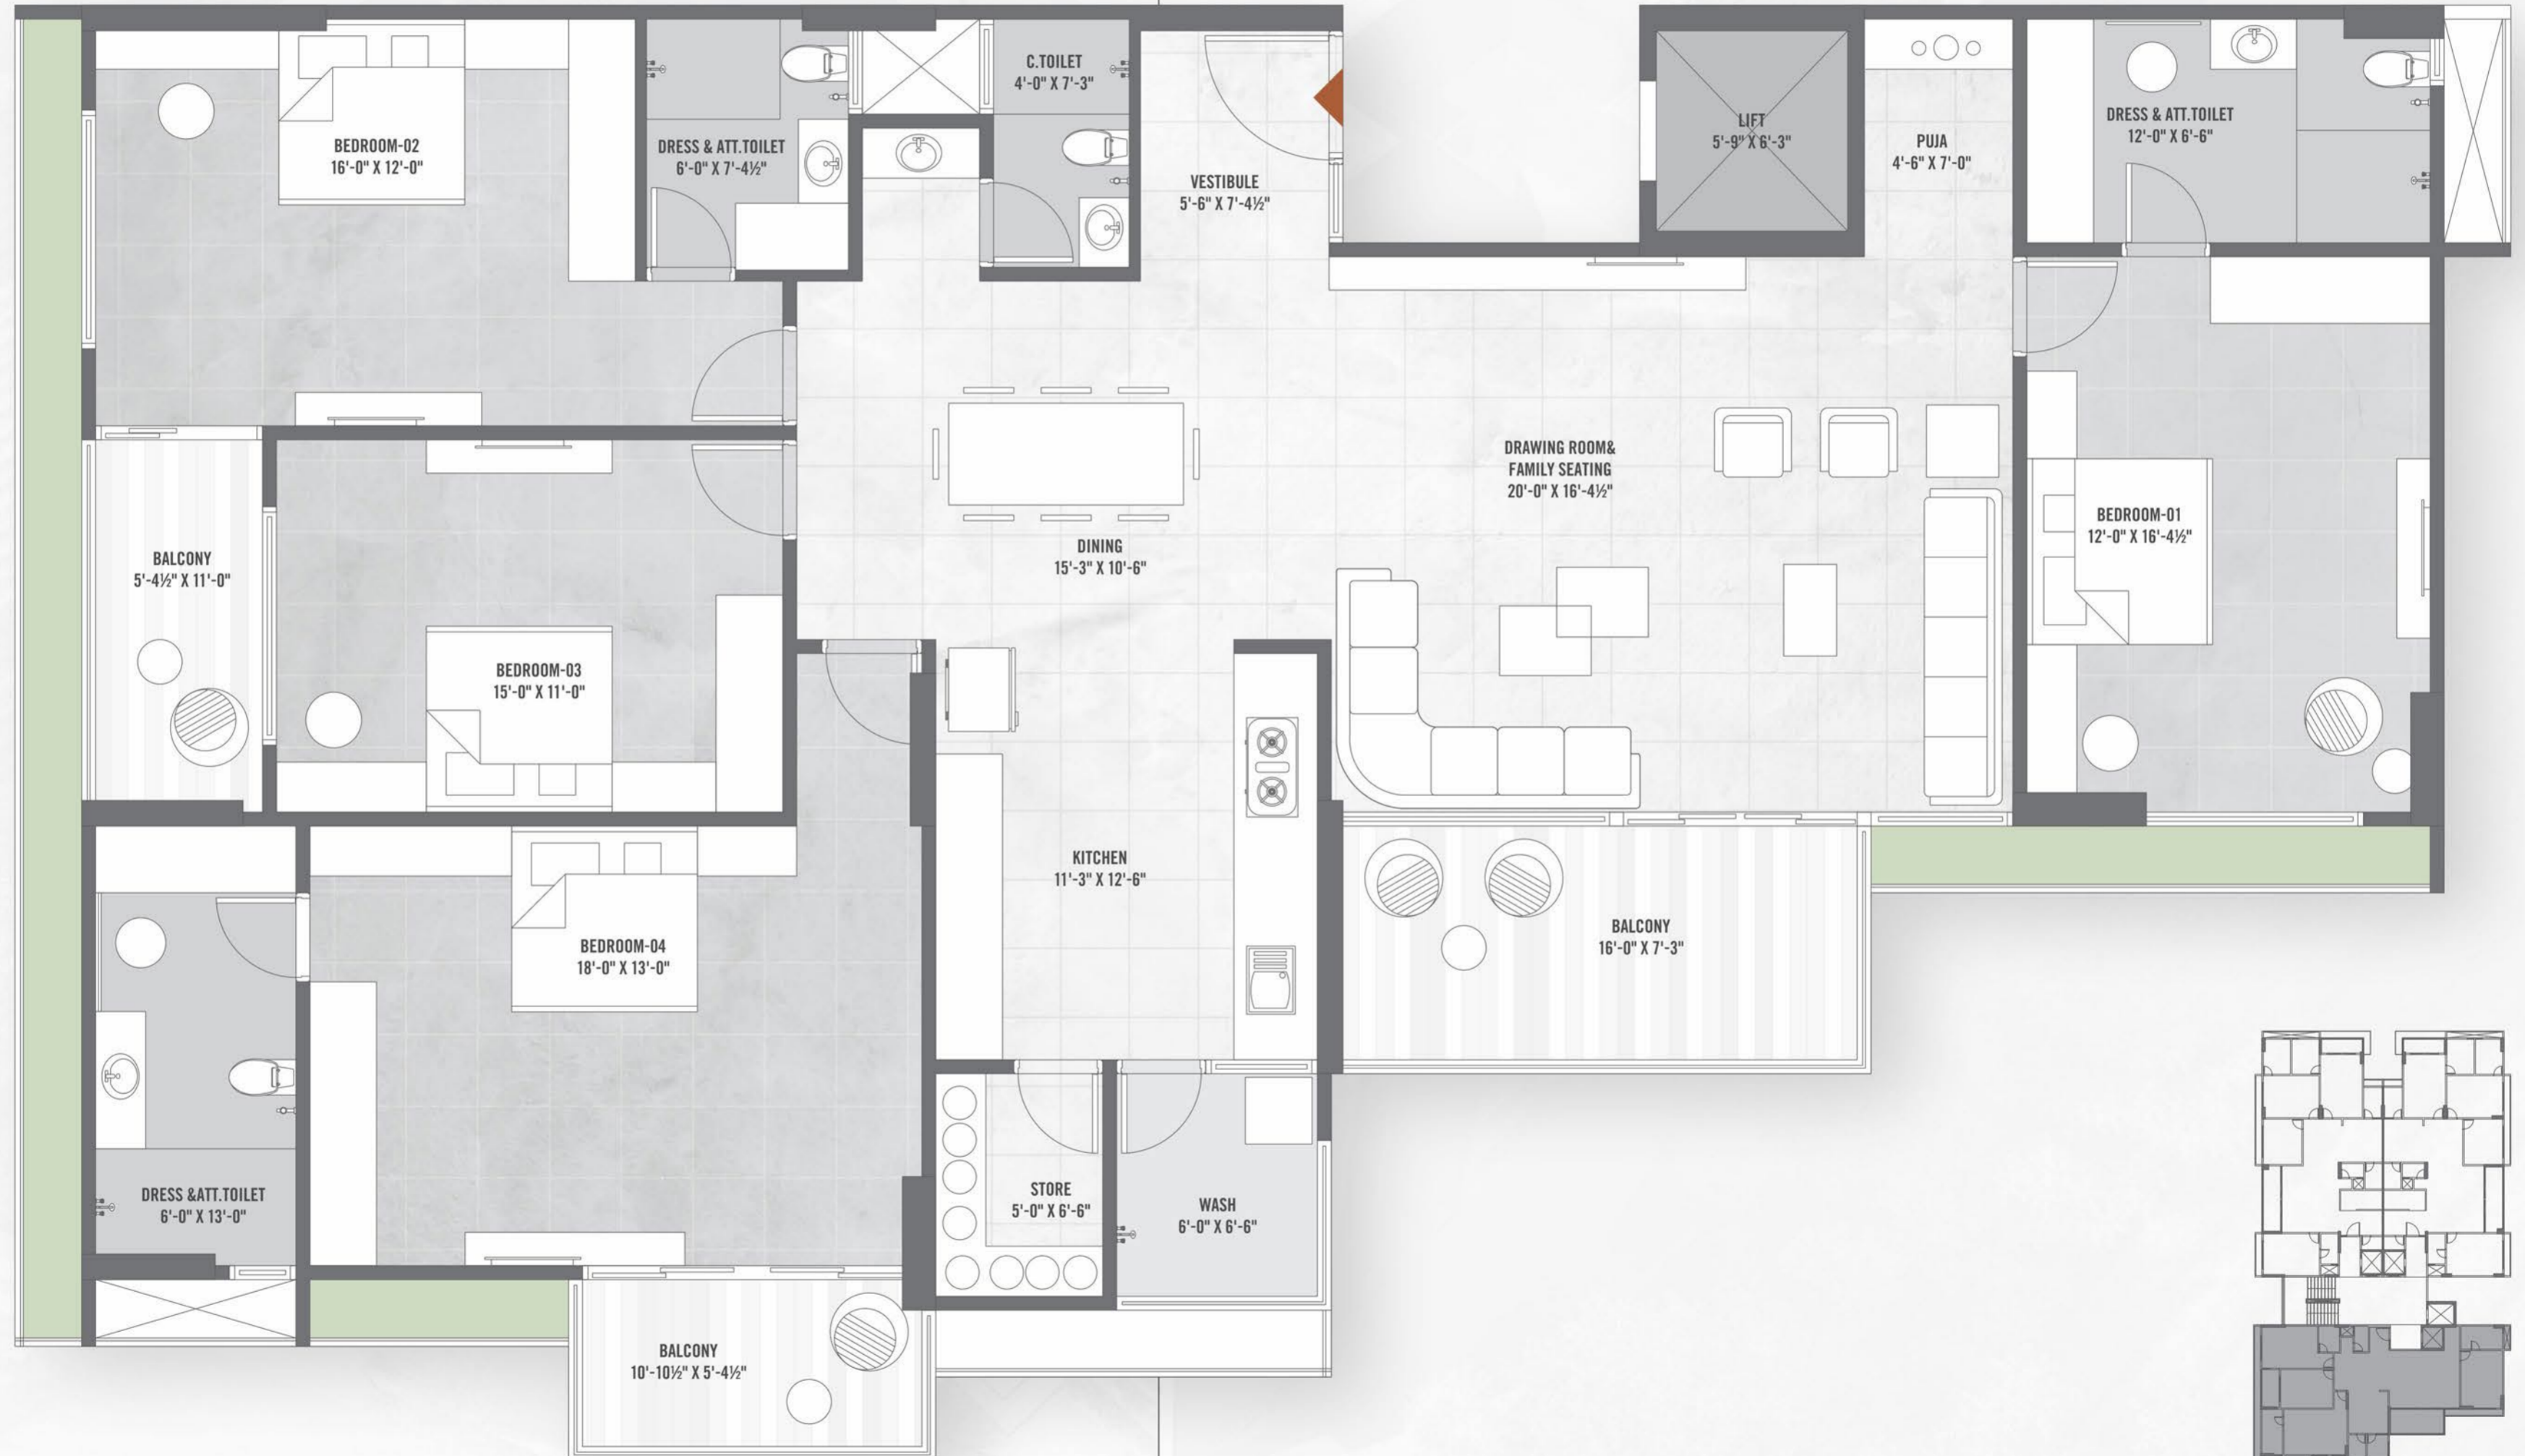 BEDROOM-02
16'-0" X 12'-0"
DRESS & ATT.TOILET
6'-0" X 7'-4½"
C.TOILET
4'-0" X 7'-3"
VESTIBULE
5'-6" X 7'-4½"
LIFT
5'-9" X 6'-3"
PUJA
4'-6" X 7'-0"
DRESS & ATT.TOILET
12'-0" X 6'-6"
BALCONY
5'-4½" X 11'-0"
BEDROOM-03
15'-0" X 11'-0"
DINING
15'-3" X 10'-6"
DRAWING ROOM&
FAMILY SEATING
20'-0" X 16'-4½"
BEDROOM-01
12'-0" X 16'-4½"
BEDROOM-04
18'-0" X 13'-0"
KITCHEN
11'-3" X 12'-6"
BALCONY
16'-0" X 7'-3"
DRESS &ATT.TOILET
6'-0" X 13'-0"
STORE
5'-0" X 6'-6"
WASH
6'-0" X 6'-6"
BALCONY
10'-10½" X 5'-4½"